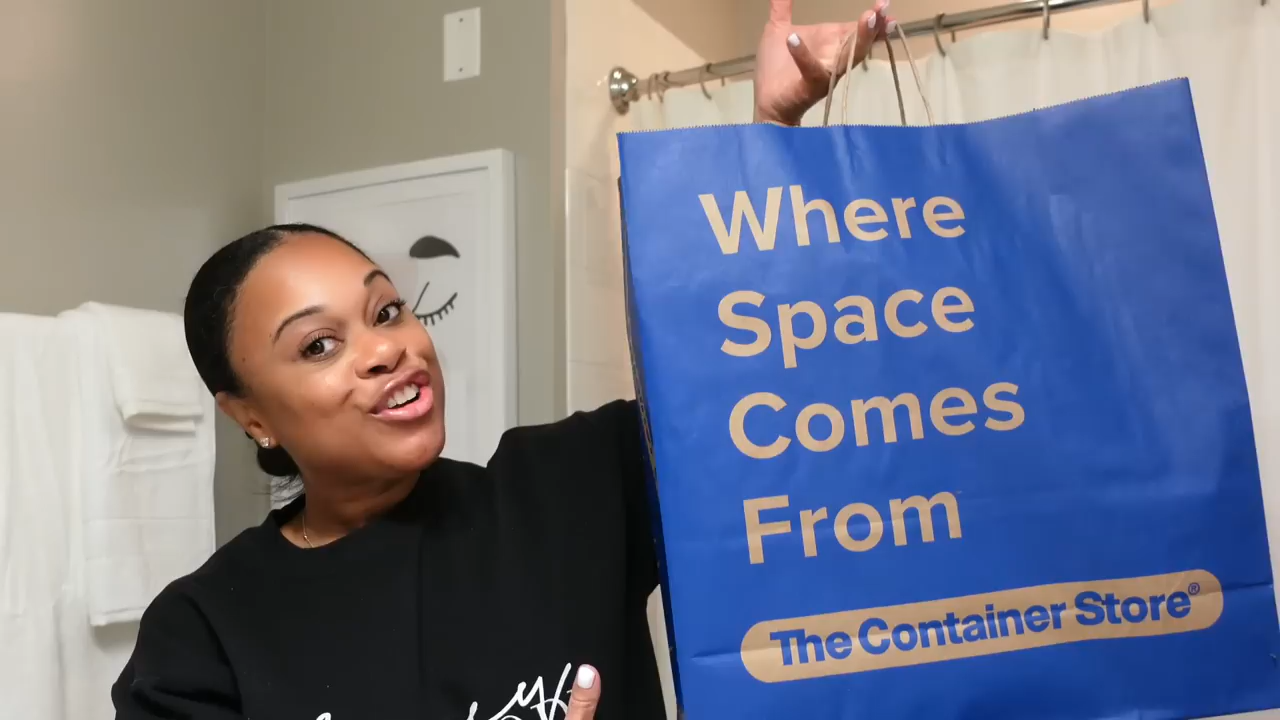 Where
Space
Comes
From
The Container Store®